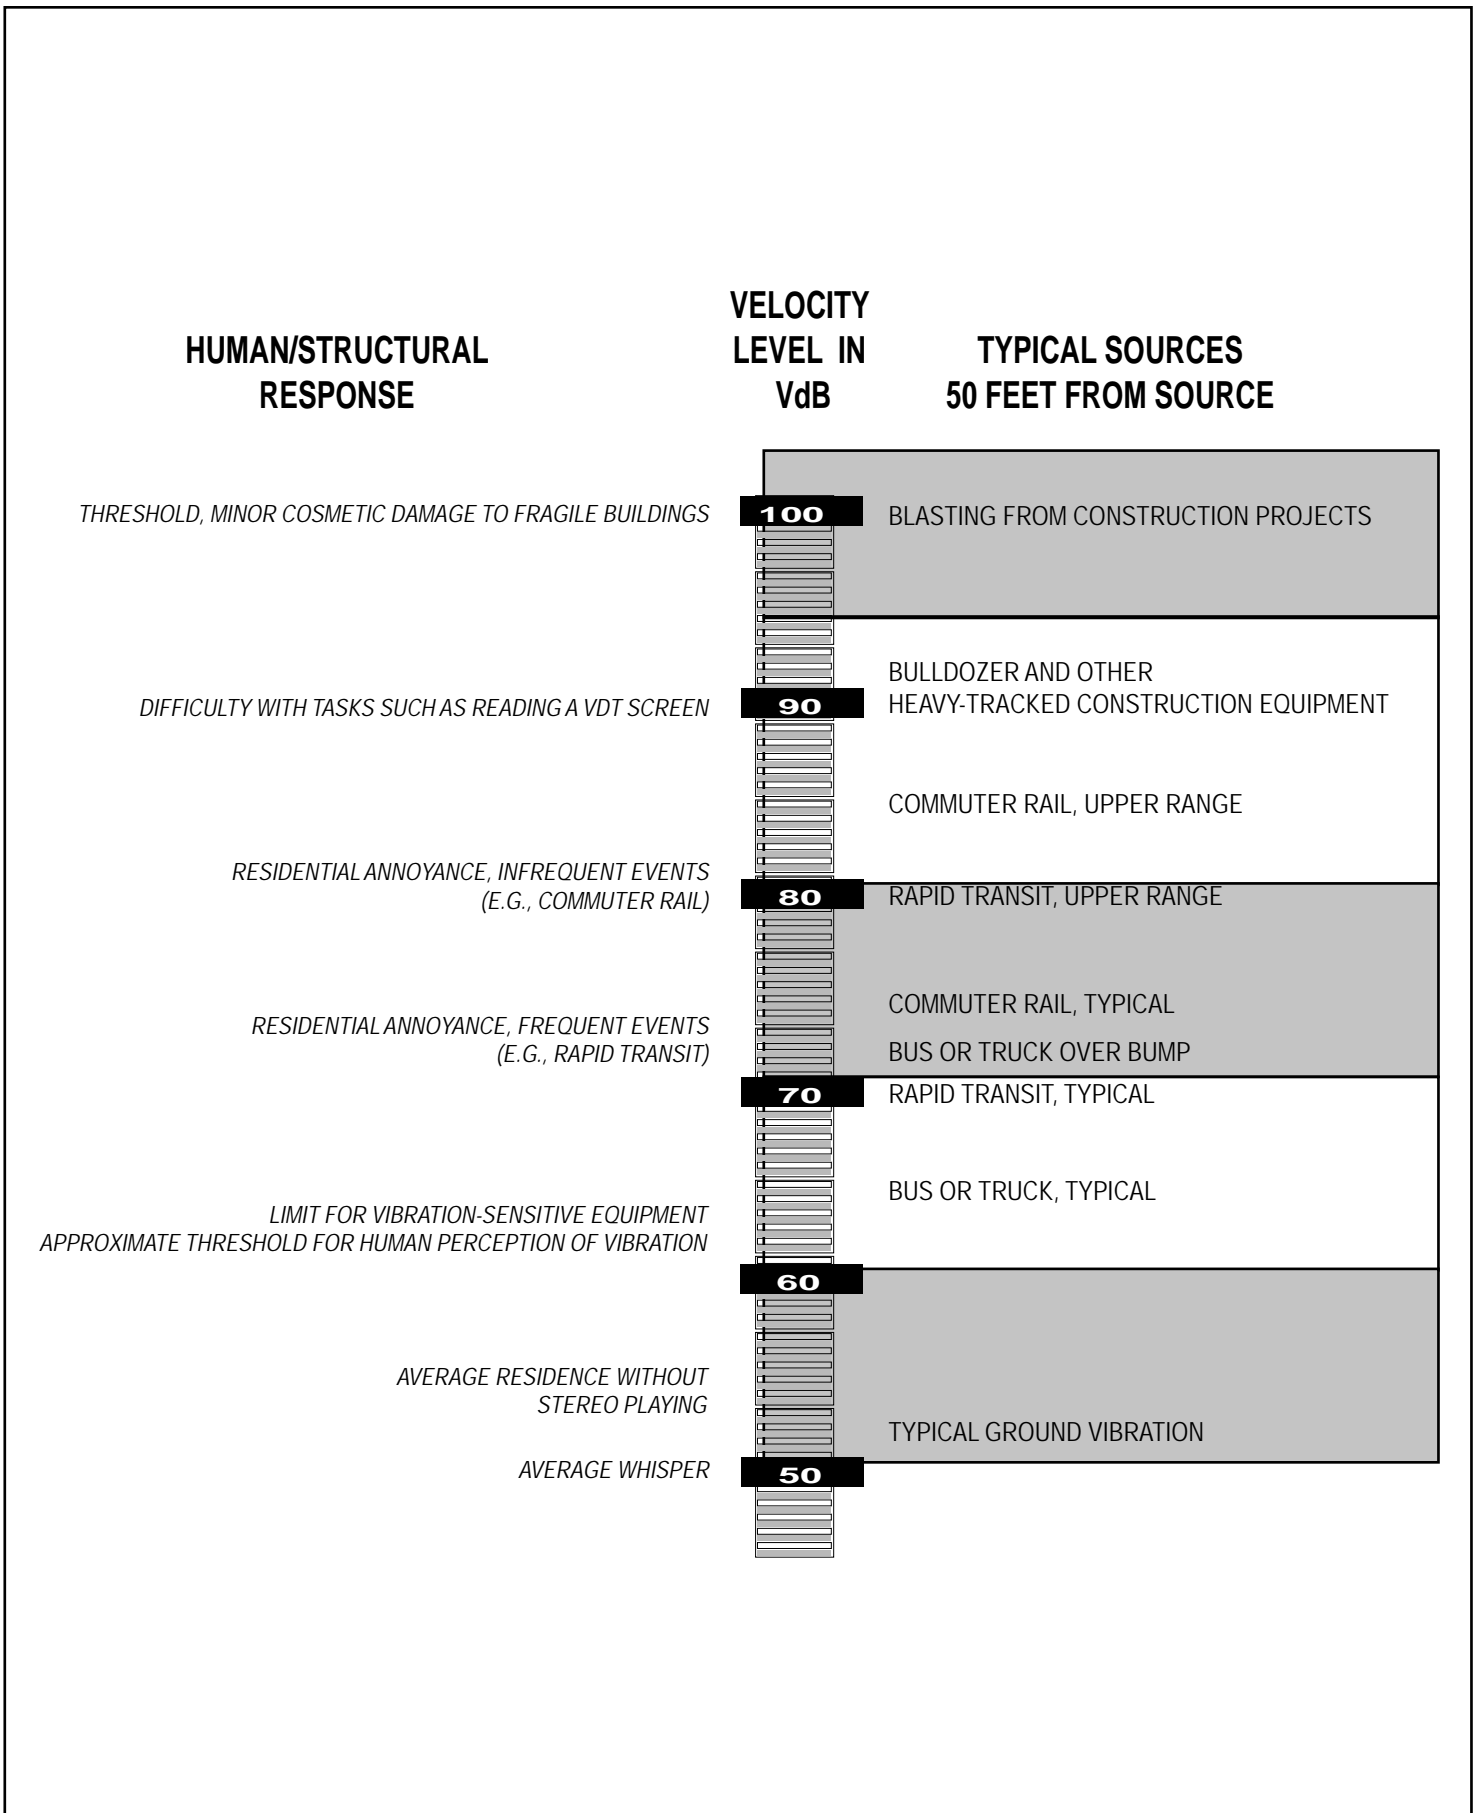 VELOCITY
HUMAN/STRUCTURAL LEVEL IN TYPICAL SOURCES
RESPONSE VdB 50 FEET FROM SOURCE
THRESHOLD, MINOR COSMETIC DAMAGE TO FRAGILE BUILDINGS 100 BLASTING FROM CONSTRUCTION PROJECTS
BULLDOZER AND OTHER
DIFFICULTY WITH TASKS SUCH AS READING A VDT SCREEN 90 HEAVY-TRACKED CONSTRUCTION EQUIPMENT
COMMUTER RAIL, UPPER RANGE
RESIDENTIAL ANNOYANCE, INFREQUENT EVENTS
(E.G., COMMUTER RAIL) 80 RAPID TRANSIT, UPPER RANGE
COMMUTER RAIL, TYPICAL
RESIDENTIAL ANNOYANCE, FREQUENT EVENTS
(E.G., RAPID TRANSIT) BUS OR TRUCK OVER BUMP
70 RAPID TRANSIT, TYPICAL
BUS OR TRUCK, TYPICAL
LIMIT FOR VIBRATION-SENSITIVE EQUIPMENT
APPROXIMATE THRESHOLD FOR HUMAN PERCEPTION OF VIBRATION
60
AVERAGE RESIDENCE WITHOUT
STEREO PLAYING
TYPICAL GROUND VIBRATION
AVERAGE WHISPER 50